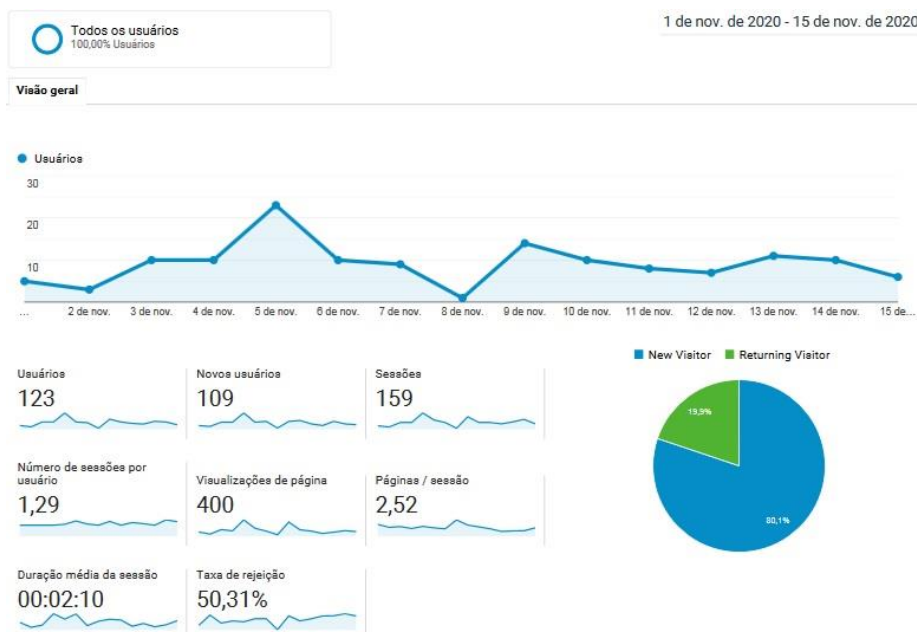 Todos os usuários
100,00% Usuários
1 de nov. de 2020 - 15 de nov. de 2020
Visão geral
Usuários
30
20
10
...
2 de nov.
3 de nov.
4 de nov.
5 de nov.
6 de nov.
7 de nov.
8 de nov.
9 de nov.
10 de nov.
11 de nov.
12 de nov.
13 de nov.
14 de nov.
15 de...
New Visitor
Returning Visitor
Usuários
123
Novos usuários
109
Sessões
159
19,9%
80,1%
Número de sessões por
usuário
1,29
Visualizações de página
400
Páginas / sessão
2,52
Duração média da sessão
00:02:10
Taxa de rejeição
50,31%